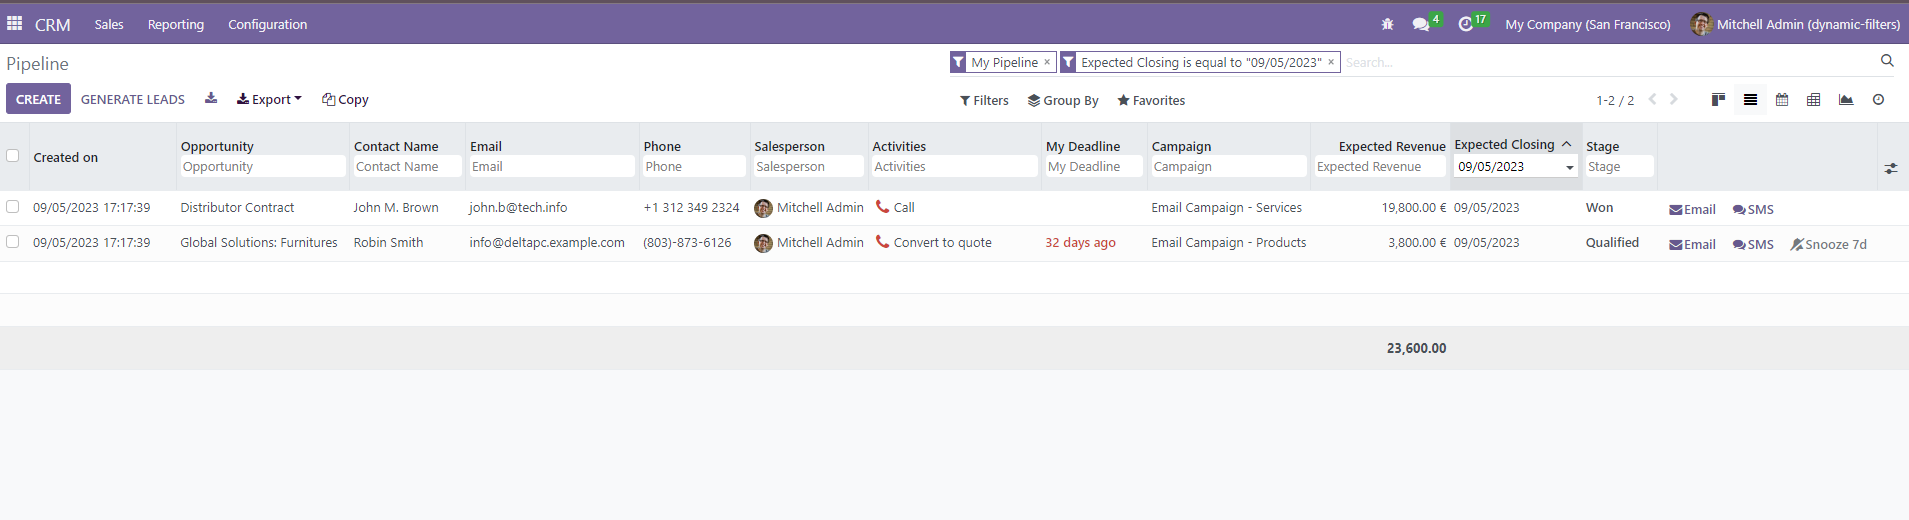 CRM Sales Reporting Configuration 4 17 My Company (San Francisco) Mitchell Admin (dynamic-filters)
Pipeline My Pipeline × Expected Closing is equal to "09/05/2023" × Search...
CREATE GENERATE LEADS Export Copy Filters Group By Favorites 1-2 / 2
Created on Opportunity Contact Name Email Phone Salesperson Activities My Deadline Campaign Expected Revenue Expected Closing Stage
Opportunity Contact Name Email Phone Salesperson Activities My Deadline Campaign Expected Revenue 09/05/2023 Stage
09/05/2023 17:17:39 Distributor Contract John M. Brown john.b@tech.info +1 312 349 2324 Mitchell Admin Call Email Campaign - Services 19,800.00 € 09/05/2023 Won Email SMS
09/05/2023 17:17:39 Global Solutions: Furnitures Robin Smith info@deltapc.example.com (803)-873-6126 Mitchell Admin Convert to quote 32 days ago Email Campaign - Products 3,800.00 € 09/05/2023 Qualified Email SMS Snooze 7d
23,600.00